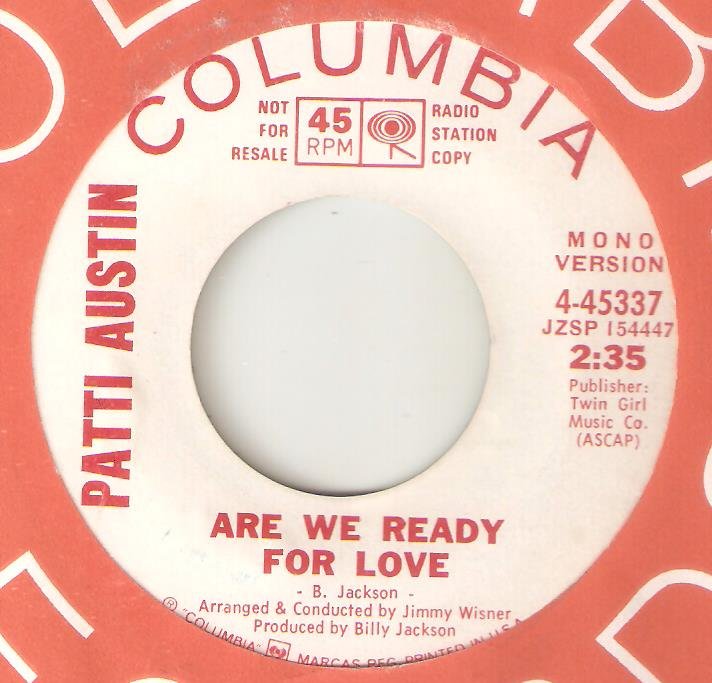 COLUMBIA
NOT
FOR
RESALE
45
RPM
RADIO
STATION
COPY
PATTI AUSTIN
MONO
VERSION
4-45337
JZSP 154447
2:35
Publisher:
Twin Girl
Music Co.
(ASCAP)
ARE WE READY
FOR LOVE
- B. Jackson -
Arranged & Conducted by Jimmy Wisner
Produced by Billy Jackson
Ⓡ "COLUMBIA" MARCAS REG. PRINTED IN U.S.A.